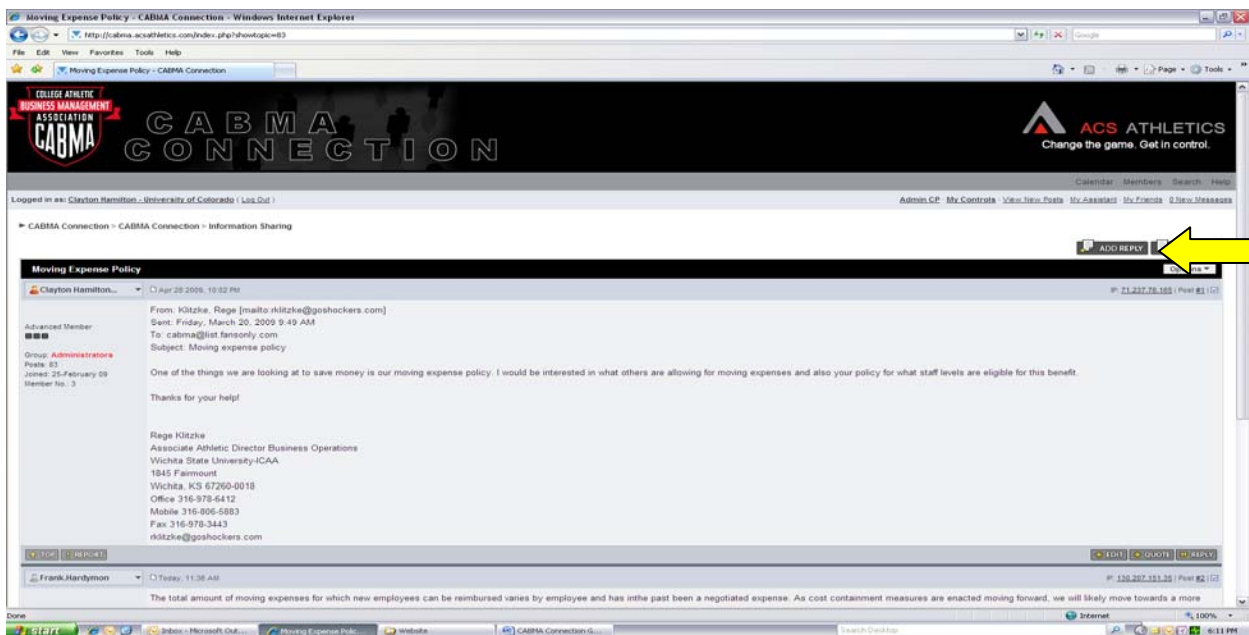 Moving Expense Policy - CABMA Connection - Windows Internet Explorer
http://cabma.acsathletics.com/index.php?showtopic=83
Google
File Edit View Favorites Tools Help
Moving Expense Policy - CABMA Connection
Page Tools
COLLEGE ATHLETIC
BUSINESS MANAGEMENT
ASSOCIATION
CABMA
CABMA
CONNECTION
ACS ATHLETICS
Change the game. Get in control.
Calendar Members Search Help
Logged in as: Clayton Hamilton - University of Colorado ( Log Out )
Admin CP My Controls · View New Posts · My Assistant · My Friends · 0 New Messages
CABMA Connection > CABMA Connection > Information Sharing
ADD REPLY
Moving Expense Policy
Clayton Hamilton...
Apr 28 2009, 10:02 PM
IP: 71.237.76.165 | Post #1 |
Advanced Member
Group: Administrators
Posts: 83
Joined: 25-February 09
Member No.: 3
From: Klitzke, Rege [mailto:rklitzke@goshockers.com]
Sent: Friday, March 20, 2009 9:49 AM
To: cabma@list.fansonly.com
Subject: Moving expense policy
One of the things we are looking at to save money is our moving expense policy. I would be interested in what others are allowing for moving expenses and also your policy for what staff levels are eligible for this benefit.
Thanks for your help!
Rege Klitzke
Associate Athletic Director Business Operations
Wichita State University-ICAA
1845 Fairmount
Wichita, KS 67260-0018
Office 316-978-6412
Mobile 316-806-5883
Fax 316-978-3443
rklitzke@goshockers.com
TOP REPORT
EDIT QUOTE REPLY
Frank.Hardymon
Today, 11:38 AM
IP: 130.207.151.35 | Post #2 |
The total amount of moving expenses for which new employees can be reimbursed varies by employee and has inthe past been a negotiated expense. As cost containment measures are enacted moving forward, we will likely move towards a more
Done
Internet
100%
start
Inbox - Microsoft Out...
Moving Expense Polic...
Website
CABMA Connection G...
Search Desktop
6:11 PM